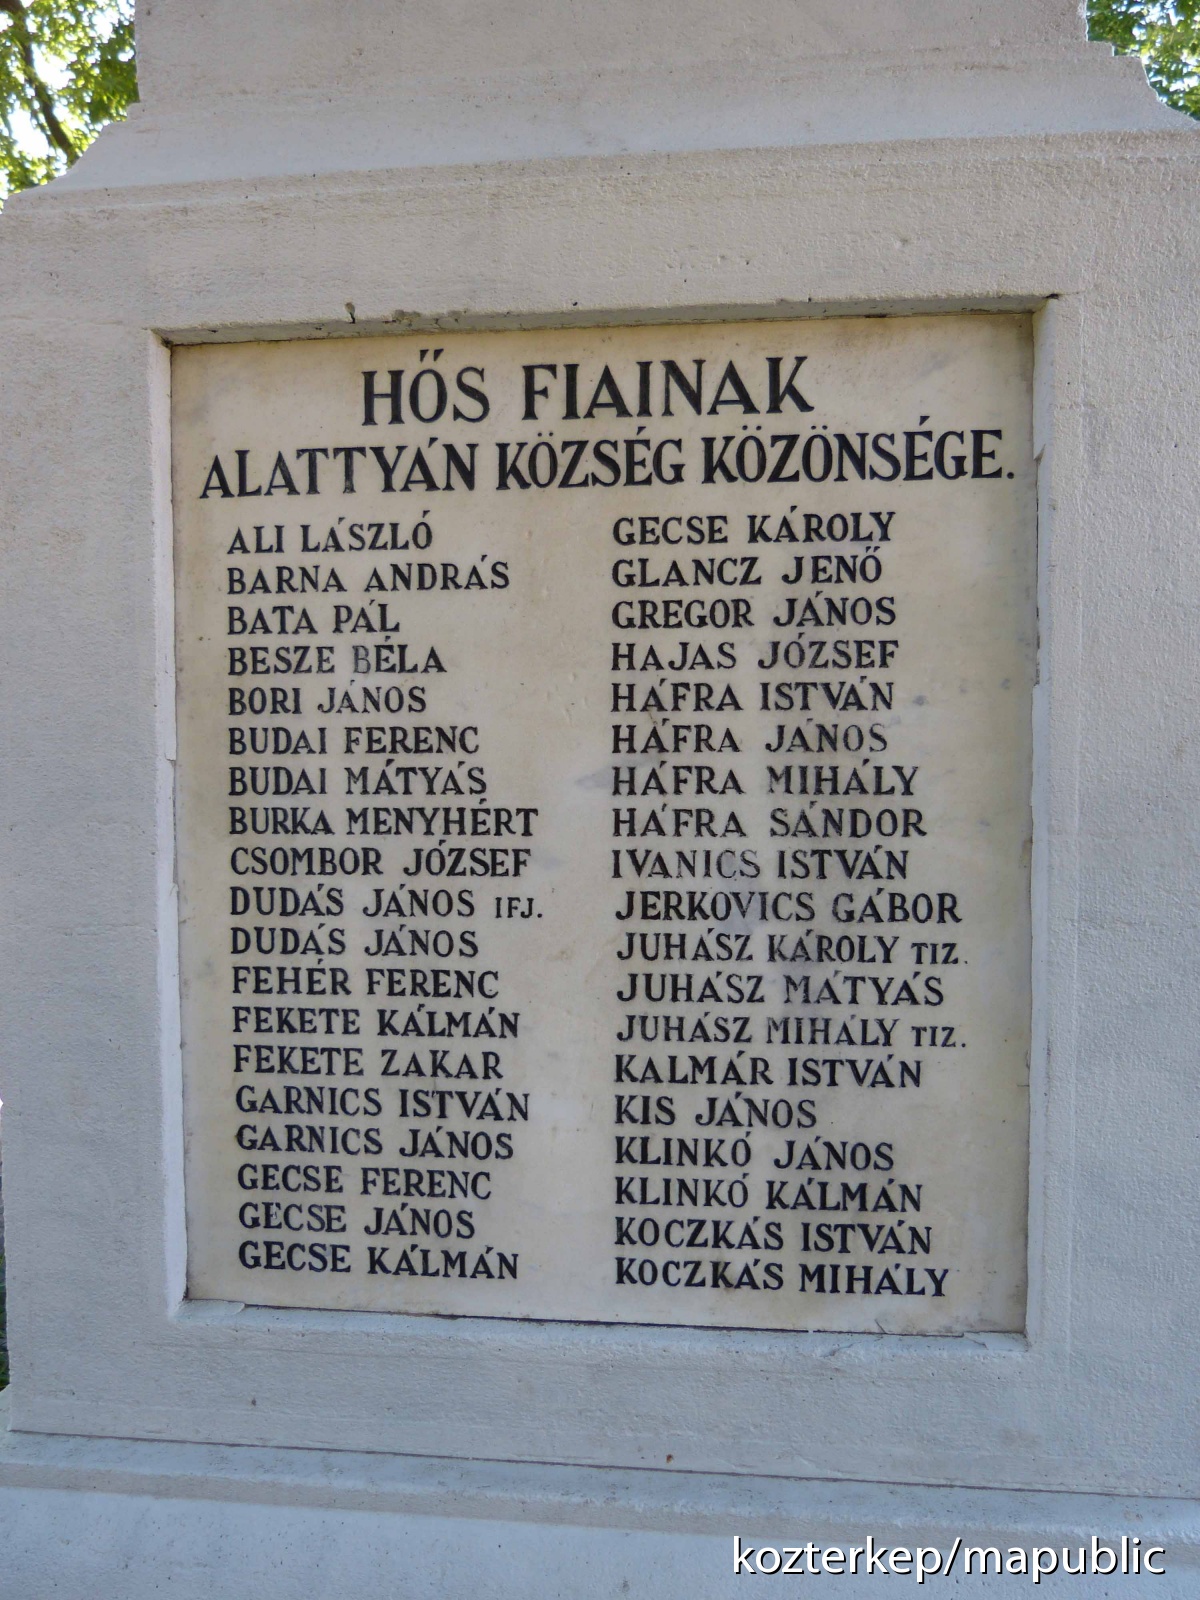 HŐS FIAINAK
ALATTYÁN KÖZSÉG KÖZÖNSÉGE.
ALI LÁSZLÓ
BARNA ANDRÁS
BATA PÁL
BESZE BÉLA
BORI JÁNOS
BUDAI FERENC
BUDAI MÁTYÁS
BURKA MENYHÉRT
CSOMBOR JÓZSEF
DUDÁS JÁNOS IFJ.
DUDÁS JÁNOS
FEHÉR FERENC
FEKETE KÁLMÁN
FEKETE ZAKAR
GARNICS ISTVÁN
GARNICS JÁNOS
GECSE FERENC
GECSE JÁNOS
GECSE KÁLMÁN
GECSE KÁROLY
GLANCZ JENŐ
GREGOR JÁNOS
HAJAS JÓZSEF
HÁFRA ISTVÁN
HÁFRA JÁNOS
HÁFRA MIHÁLY
HÁFRA SÁNDOR
IVANICS ISTVÁN
JERKOVICS GÁBOR
JUHÁSZ KÁROLY TIZ.
JUHÁSZ MÁTYÁS
JUHÁSZ MIHÁLY TIZ.
KALMÁR ISTVÁN
KIS JÁNOS
KLINKÓ JÁNOS
KLINKÓ KÁLMÁN
KOCZKÁS ISTVÁN
KOCZKÁS MIHÁLY
kozterkep/mapublic